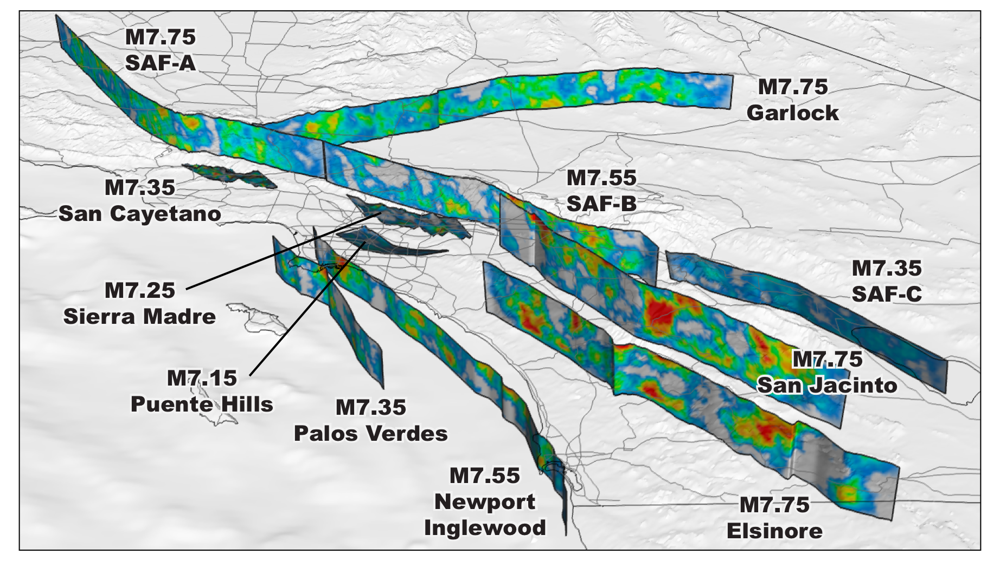 M7.75
SAF-A
M7.75
Garlock
M7.35
San Cayetano
M7.55
SAF-B
M7.35
SAF-C
M7.25
Sierra Madre
M7.75
San Jacinto
M7.15
Puente Hills
M7.35
Palos Verdes
M7.55
Newport
Inglewood
M7.75
Elsinore